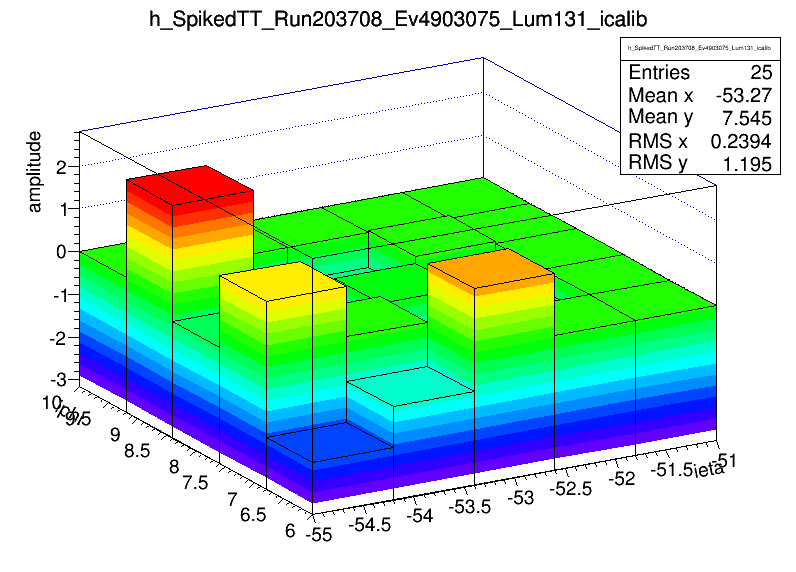 h_SpikedTT_Run203708_Ev4903075_Lum131_icalib
h_SpikedTT_Run203708_Ev4903075_Lum131_icalib
Entries 25
Mean x -53.27
Mean y 7.545
RMS x 0.2394
RMS y 1.195
amplitude
2
1
0
-1
-2
-3
10
iphi
9.5
9
8.5
8
7.5
7
6.5
6
-55
-54.5
-54
-53.5
-53
-52.5
-52
-51.5
ieta
-51